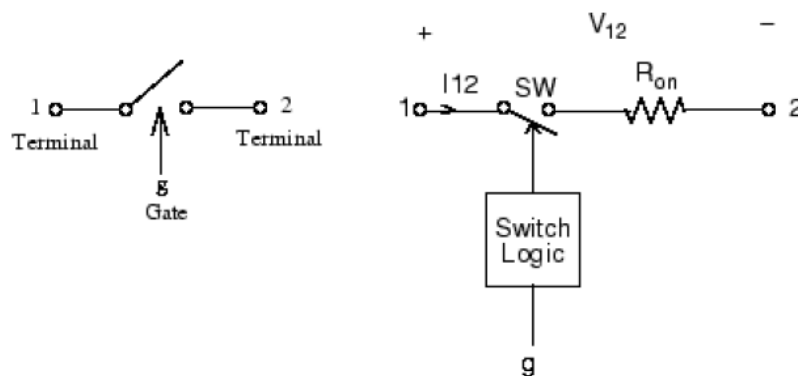 1
2
Terminal
Terminal
g
Gate
+
V12
−
I12
SW
Ron
1
2
Switch
Logic
g